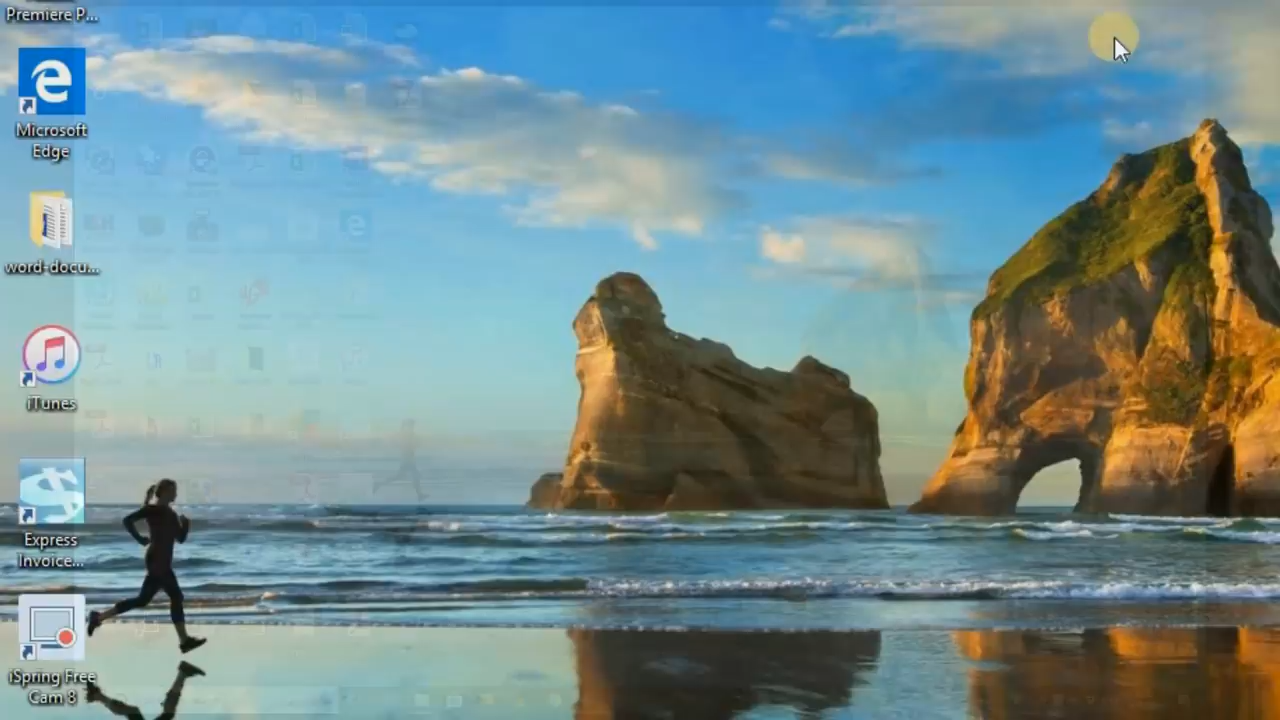 Premiere P...
Microsoft
Edge
word-docu...
iTunes
Express
Invoice...
iSpring Free
Cam 8